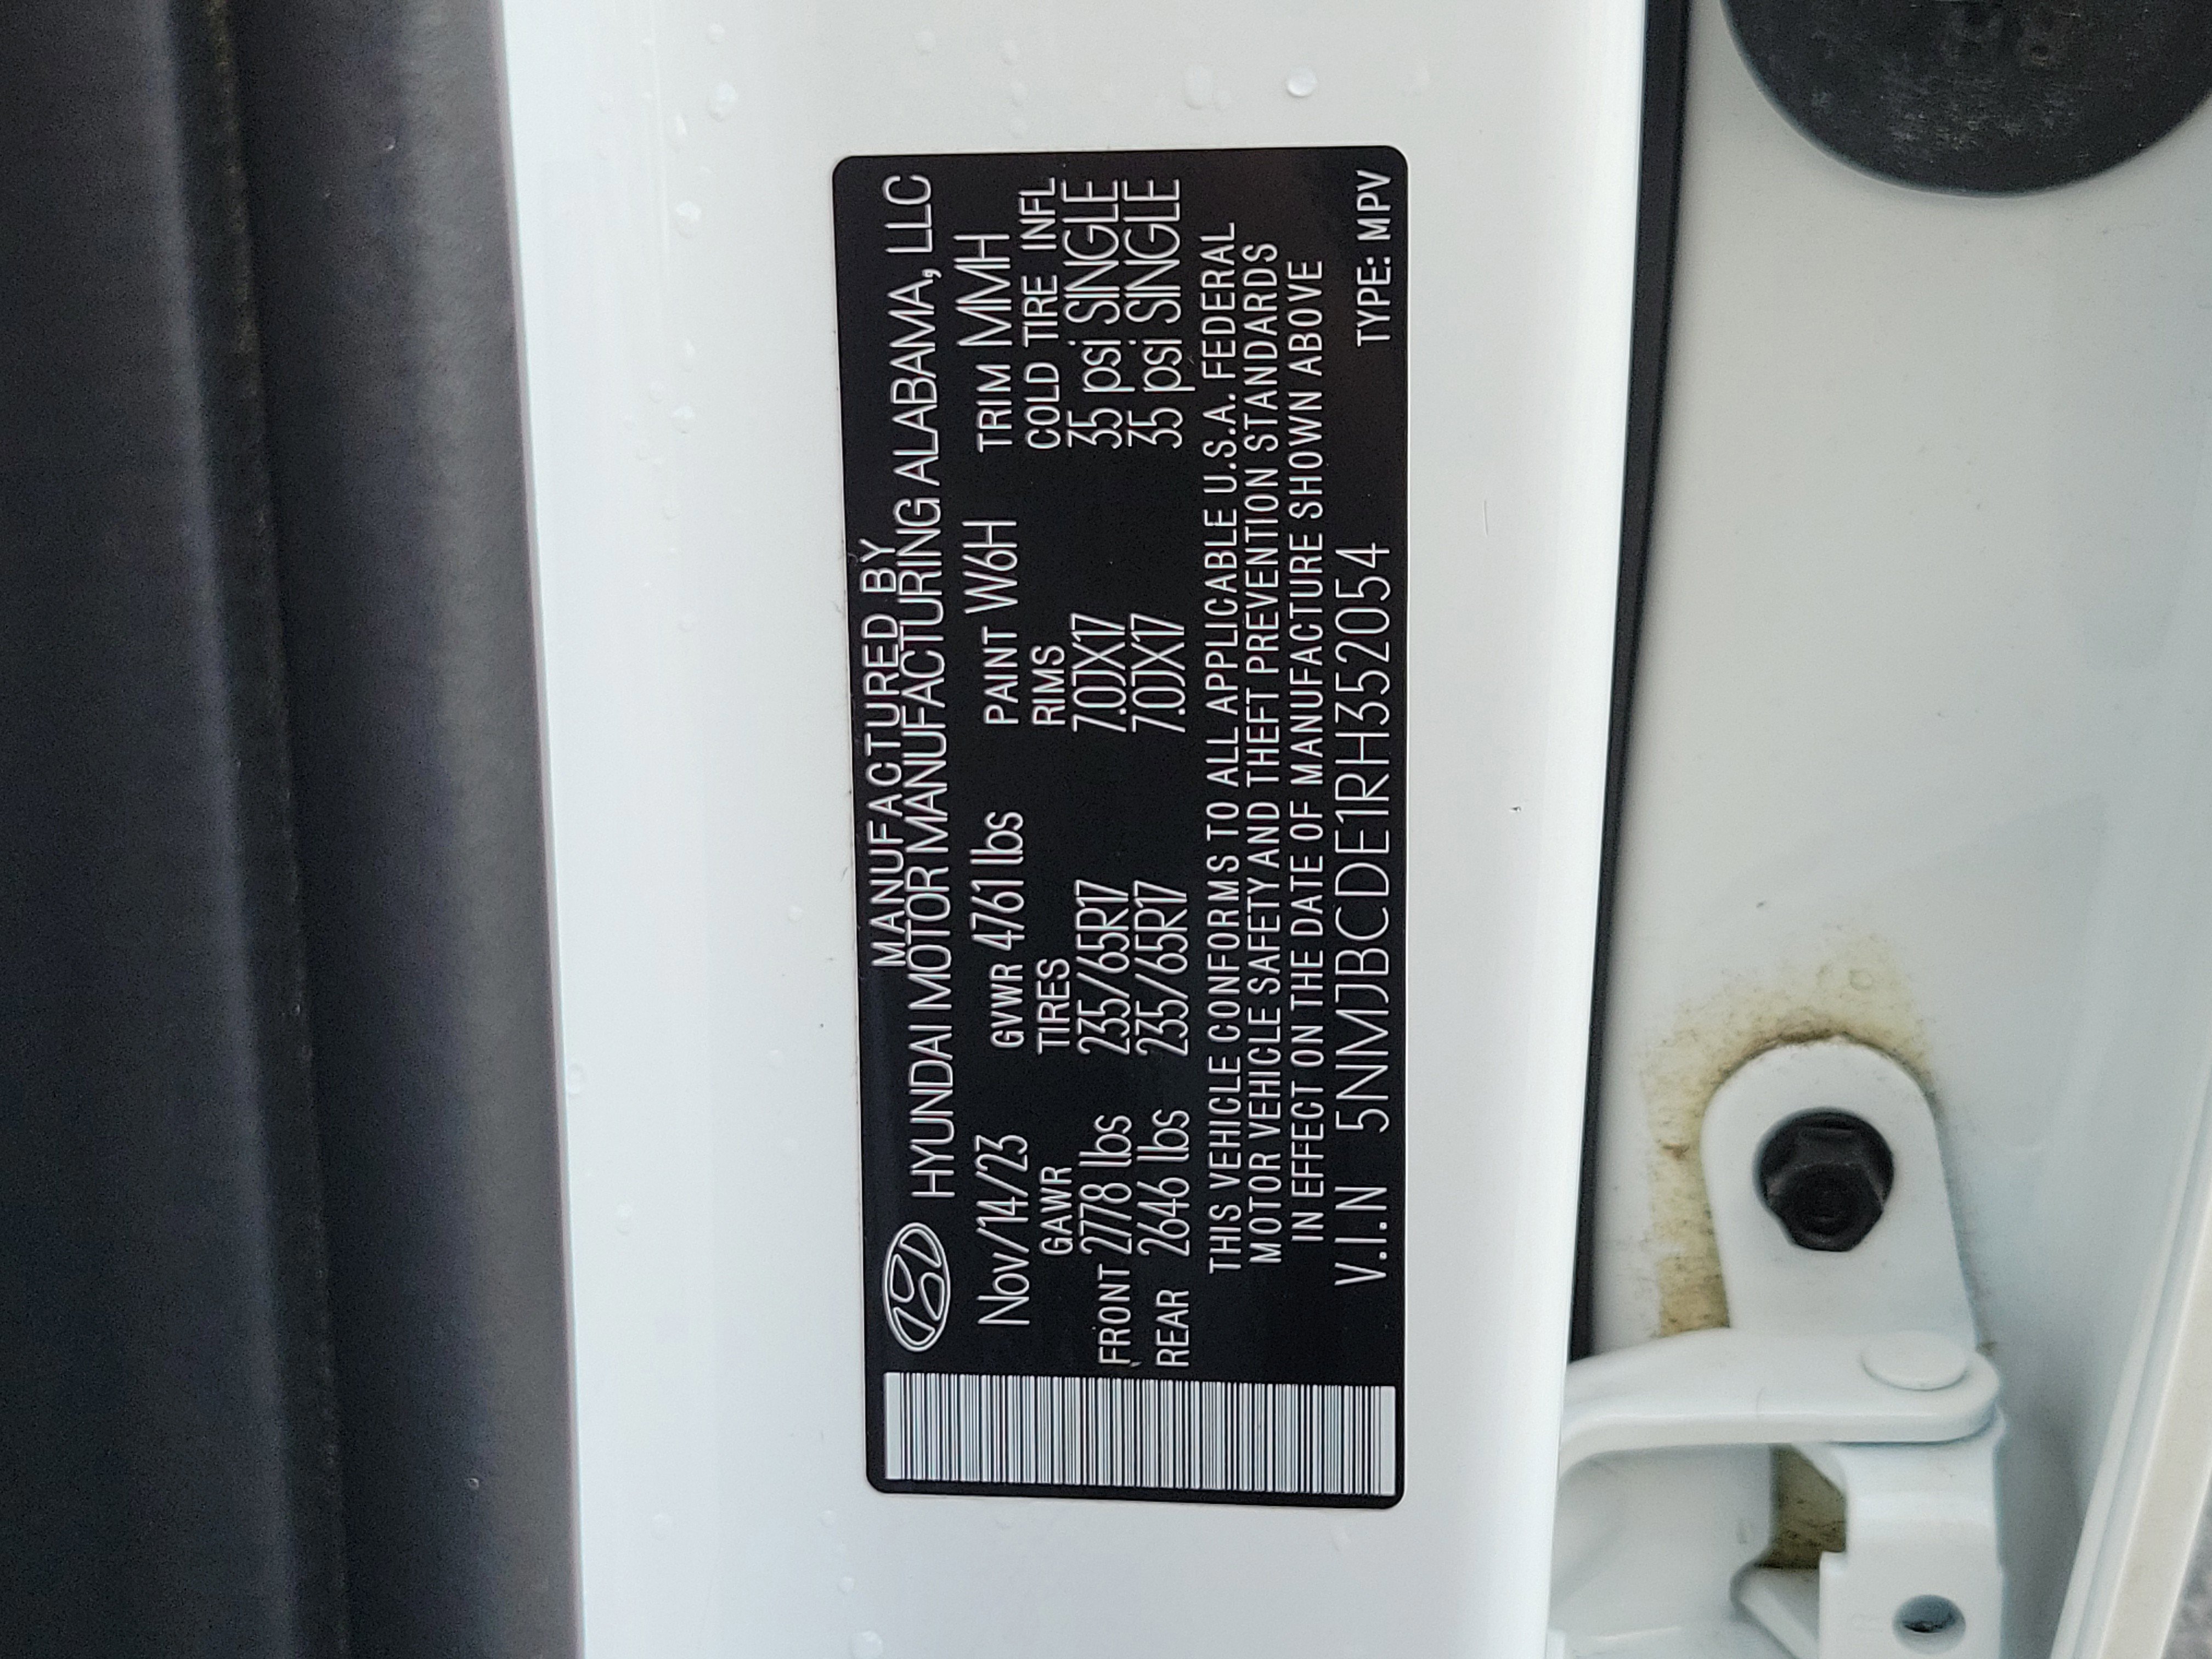 MANUFACTURED BY
HYUNDAI MOTOR MANUFACTURING ALABAMA, LLC
Nov/14/23 GVWR 4761 lbs PAINT W6H TRIM MMH
GAWR TIRES RIMS COLD TIRE INFL
FRONT 2778 lbs 235/65R17 7.0JX17 35 psi SINGLE
REAR 2646 lbs 235/65R17 7.0JX17 35 psi SINGLE
THIS VEHICLE CONFORMS TO ALL APPLICABLE U.S.A. FEDERAL
MOTOR VEHICLE SAFETY AND THEFT PREVENTION STANDARDS
IN EFFECT ON THE DATE OF MANUFACTURE SHOWN ABOVE
V.I.N 5NMJBCDE1RH352054 TYPE: MPV